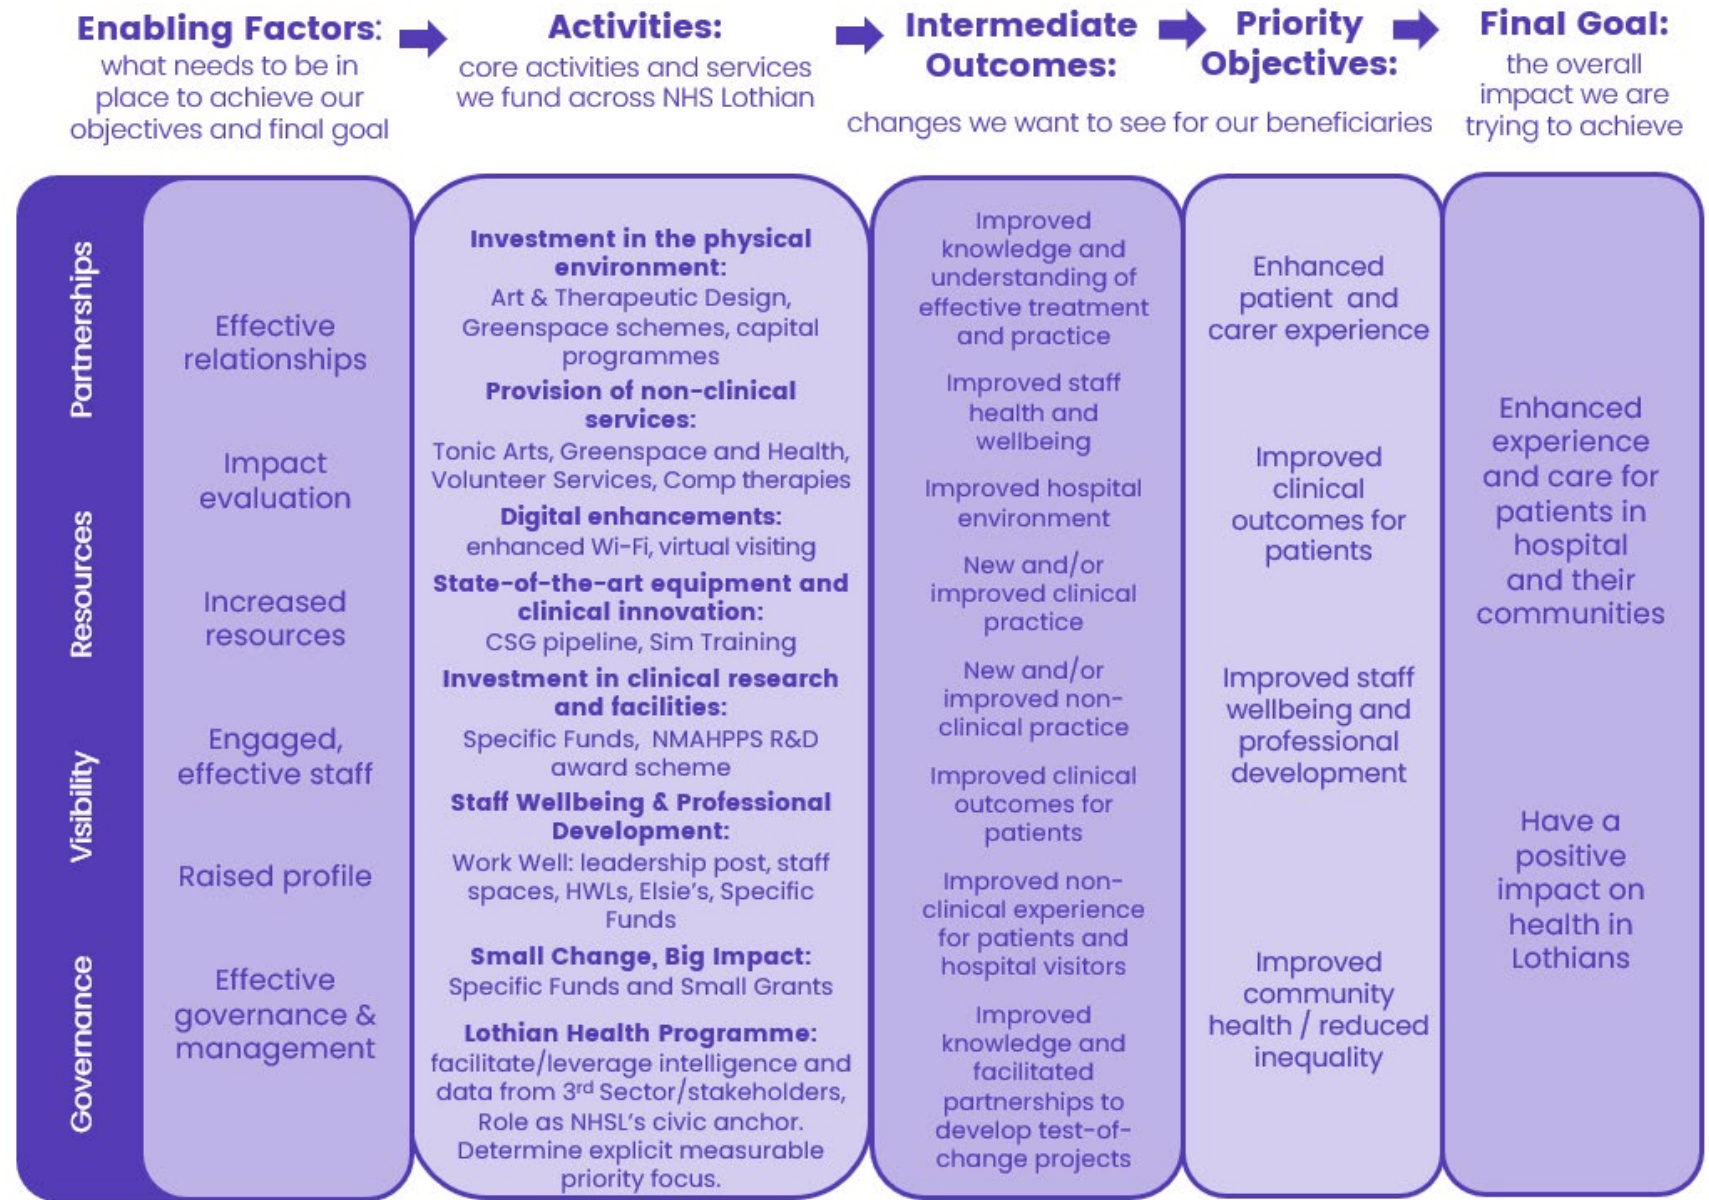 Enabling Factors:
what needs to be in
place to achieve our
objectives and final goal
Activities:
core activities and services
we fund across NHS Lothian
Intermediate
Outcomes:
Priority
Objectives:
changes we want to see for our beneficiaries
Final Goal:
the overall
impact we are
trying to achieve
Partnerships
Resources
Visibility
Governance
Effective
relationships
Impact
evaluation
Increased
resources
Engaged,
effective staff
Raised profile
Effective
governance &
management
Investment in the physical
environment:
Art & Therapeutic Design,
Greenspace schemes, capital
programmes
Provision of non-clinical
services:
Tonic Arts, Greenspace and Health,
Volunteer Services, Comp therapies
Digital enhancements:
enhanced Wi-Fi, virtual visiting
State-of-the-art equipment and
clinical innovation:
CSG pipeline, Sim Training
Investment in clinical research
and facilities:
Specific Funds, NMAHPPS R&D
award scheme
Staff Wellbeing & Professional
Development:
Work Well: leadership post, staff
spaces, HWLs, Elsie's, Specific
Funds
Small Change, Big Impact:
Specific Funds and Small Grants
Lothian Health Programme:
facilitate/leverage intelligence and
data from 3rd Sector/stakeholders,
Role as NHSL's civic anchor.
Determine explicit measurable
priority focus.
Improved
knowledge and
understanding of
effective treatment
and practice
Improved staff
health and
wellbeing
Improved hospital
environment
New and/or
improved clinical
practice
New and/or
improved non-
clinical practice
Improved clinical
outcomes for
patients
Improved non-
clinical experience
for patients and
hospital visitors
Improved
knowledge and
facilitated
partnerships to
develop test-of-
change projects
Enhanced
patient and
carer experience
Improved
clinical
outcomes for
patients
Improved staff
wellbeing and
professional
development
Improved
community
health / reduced
inequality
Enhanced
experience
and care for
patients in
hospital
and their
communities
Have a
positive
impact on
health in
Lothians